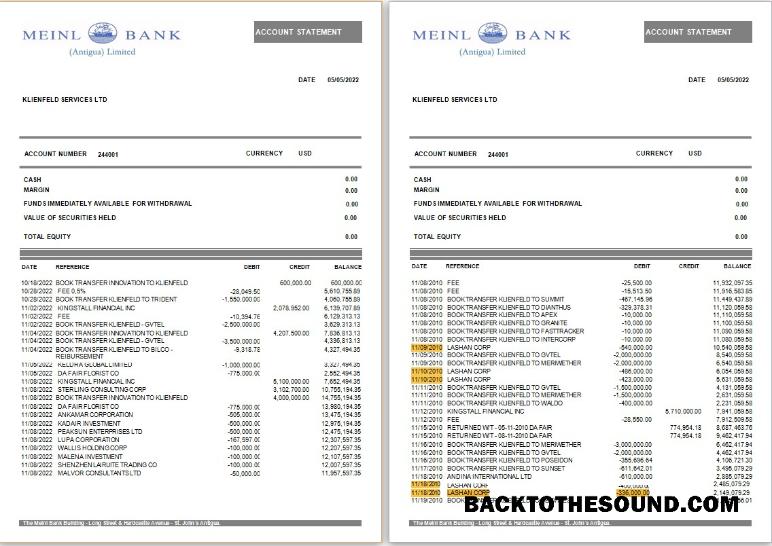 MEINL BANK
(Antigua) Limited
ACCOUNT STATEMENT
DATE 05/05/2022
KLIENFELD SERVICES LTD
ACCOUNT NUMBER 244001 CURRENCY USD
CASH 0.00
MARGIN 0.00
FUNDS IMMEDIATELY AVAILABLE FOR WITHDRAWAL 0.00
VALUE OF SECURITIES HELD 0.00
TOTAL EQUITY 0.00
DATE REFERENCE DEBIT CREDIT BALANCE
10/18/2022 BOOK TRANSFER INNOVATION TO KLIENFELD 600,000.00 600,000.00
10/28/2022 FEE 0.5% -28,049.50 5,610,755.89
10/28/2022 BOOK TRANSFER KLIENFELD TO TRIDENT -1,550,000.00 4,060,755.89
11/02/2022 KINGSTALL FINANCIAL INC 2,078,952.00 6,139,707.89
11/02/2022 FEE -10,394.76 6,129,313.13
11/02/2022 BOOK TRANSFER KLIENFELD - GVTEL -2,500,000.00 3,629,313.13
11/04/2022 BOOK TRANSFER INNOVATION TO KLIENFELD 4,207,500.00 7,836,813.13
11/04/2022 BOOK TRANSFER KLIENFELD - GVTEL -3,500,000.00 4,336,813.13
11/04/2022 BOOK TRANSFER KLIENFELD TO BILCO - -9,318.78 4,327,494.35
REIBURSEMENT
11/05/2022 KELDRA GLOBAL LIMITED -1,000,000.00 3,327,494.35
11/05/2022 DA FAIR FLORIST CO -775,000.00 2,552,494.35
11/08/2022 KINGSTALL FINANCIAL INC 5,100,000.00 7,652,494.35
11/08/2022 STERLING CONSULTING CORP 3,102,700.00 10,755,194.35
11/08/2022 BOOK TRANSFER INNOVATION TO KLIENFELD 4,000,000.00 14,755,194.35
11/08/2022 DA FAIR FLORIST CO -775,000.00 13,980,194.35
11/08/2022 ANKAMAR CORPORATION -505,000.00 13,475,194.35
11/08/2022 KADAIR INVESTMENT -500,000.00 12,975,194.35
11/08/2022 PEAKSUN ENTERPRISES LTD -500,000.00 12,475,194.35
11/08/2022 LUPA CORPORATION -167,597.00 12,307,597.35
11/08/2022 WALLIS HOLDING CORP -100,000.00 12,207,597.35
11/08/2022 MALENA INVESTMENT -100,000.00 12,107,597.35
11/08/2022 SHENZHEN LARUITE TRADING CO -100,000.00 12,007,597.35
11/08/2022 MALVOR CONSULTANTS LTD -50,000.00 11,957,597.35
The Meinl Bank Building - Long Street & Hardcastle Avenue - St. John's Antigua.
MEINL BANK
(Antigua) Limited
ACCOUNT STATEMENT
DATE 05/05/2022
KLIENFELD SERVICES LTD
ACCOUNT NUMBER 244001 CURRENCY USD
CASH 0.00
MARGIN 0.00
FUNDS IMMEDIATELY AVAILABLE FOR WITHDRAWAL 0.00
VALUE OF SECURITIES HELD 0.00
TOTAL EQUITY 0.00
DATE REFERENCE DEBIT CREDIT BALANCE
11/08/2010 FEE -25,500.00 11,932,097.35
11/08/2010 FEE -15,513.50 11,916,583.85
11/08/2010 BOOKTRANSFER KLIENFELD TO SUMMIT -467,145.96 11,449,437.89
11/08/2010 BOOKTRANSFER KLIENFELD TO DIANTHUS -329,378.31 11,120,059.58
11/08/2010 BOOKTRANSFER KLIENFELD TO APEX -10,000.00 11,110,059.58
11/08/2010 BOOKTRANSFER KLIENFELD TO GRANITE -10,000.00 11,100,059.58
11/08/2010 BOOKTRANSFER KLIENFELD TO FASTTRACKER -10,000.00 11,090,059.58
11/08/2010 BOOKTRANSFER KLIENFELD TO INTERCORP -10,000.00 11,080,059.58
11/09/2010 LASHAN CORP -540,000.00 10,540,059.58
11/09/2010 BOOKTRANSFER KLIENFELD TO GVTEL -2,000,000.00 8,540,059.58
11/09/2010 BOOKTRANSFER KLIENFELD TO MERIMETHER -2,000,000.00 6,540,059.58
11/10/2010 LASHAN CORP -486,000.00 6,054,059.58
11/10/2010 LASHAN CORP -423,000.00 5,631,059.58
11/11/2010 BOOKTRANSFER KLIENFELD TO GVTEL -1,500,000.00 4,131,059.58
11/11/2010 BOOKTRANSFER KLIENFELD TO MERIMETHER -1,500,000.00 2,631,059.58
11/11/2010 BOOKTRANSFER KLIENFELD TO WALDO -400,000.00 2,231,059.58
11/12/2010 KINGSTALL FINANCIAL INC 5,710,000.00 7,941,059.58
11/12/2010 FEE -28,550.00 7,912,509.58
11/15/2010 RETURNED WIT - 05-11-2010 DA FAIR 774,954.18 8,687,463.76
11/15/2010 RETURNED WIT - 08-11-2010 DA FAIR 774,954.18 9,462,417.94
11/16/2010 BOOKTRANSFER KLIENFELD TO MERIMETHER -3,000,000.00 6,462,417.94
11/16/2010 BOOKTRANSFER KLIENFELD TO GVTEL -2,000,000.00 4,462,417.94
11/16/2010 BOOKTRANSFER KLIENFELD TO POSEIDON -355,696.64 4,106,721.30
11/17/2010 BOOKTRANSFER KLIENFELD TO SUNSET -611,642.01 3,495,079.29
11/18/2010 ANDINA INTERNATIONAL LTD -610,000.00 2,885,079.29
11/18/2010 LASHAN CORP 2,485,079.29
11/18/2010 LASHAN CORP -336,000.00 2,149,079.29
11/19/2010
BACKTOTHESOUND.COM
The Meinl Bank Building - Long Street & Hardcastle Avenue - St. John's Antigua.